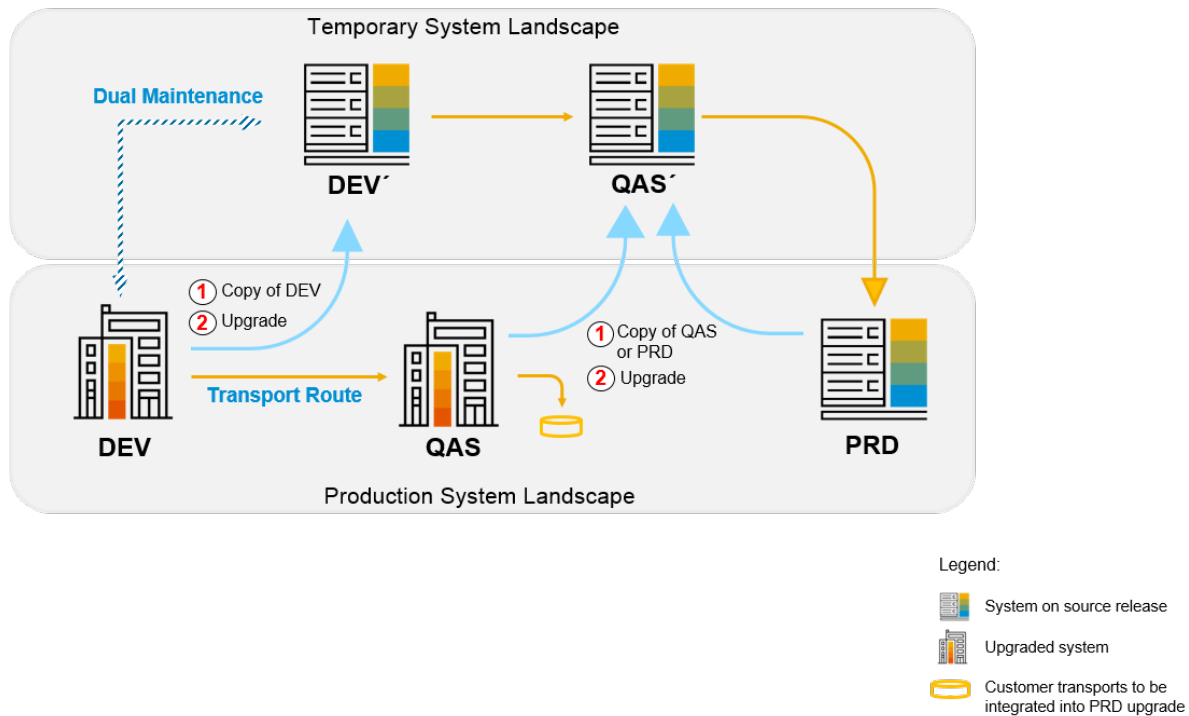 Temporary System Landscape
Dual Maintenance
DEV´
QAS´
1 Copy of DEV
2 Upgrade
1 Copy of QAS
or PRD
2 Upgrade
Transport Route
DEV
QAS
PRD
Production System Landscape
Legend:
System on source release
Upgraded system
Customer transports to be
integrated into PRD upgrade